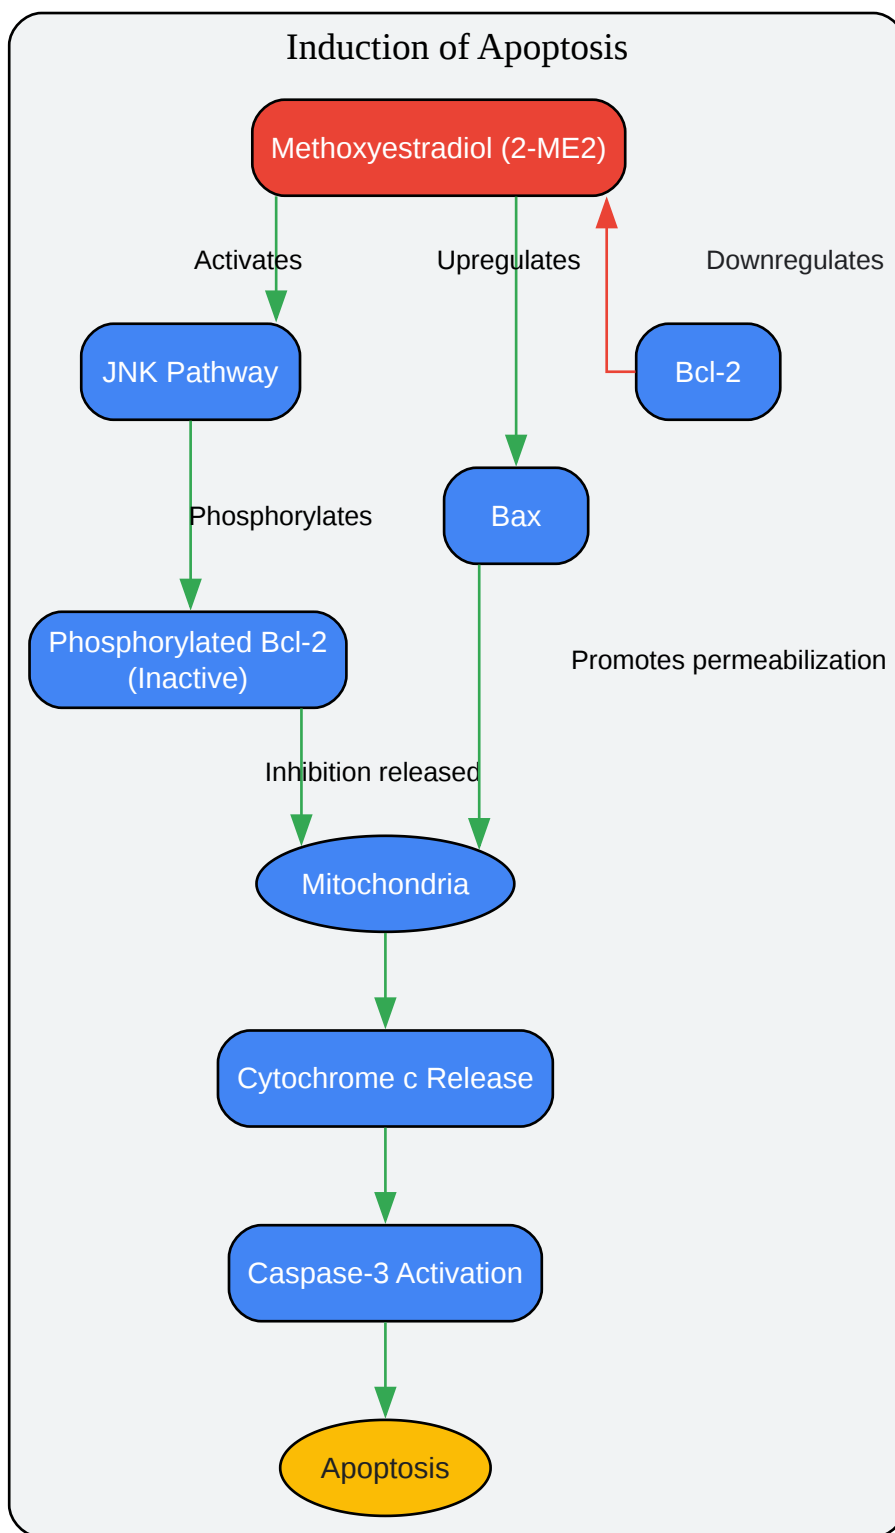 Induction of Apoptosis
Methoxyestradiol (2-ME2)
Activates
Upregulates
Downregulates
JNK Pathway
Bcl-2
Phosphorylates
Bax
Phosphorylated Bcl-2
(Inactive)
Promotes permeabilization
Inhibition released
Mitochondria
Cytochrome c Release
Caspase-3 Activation
Apoptosis